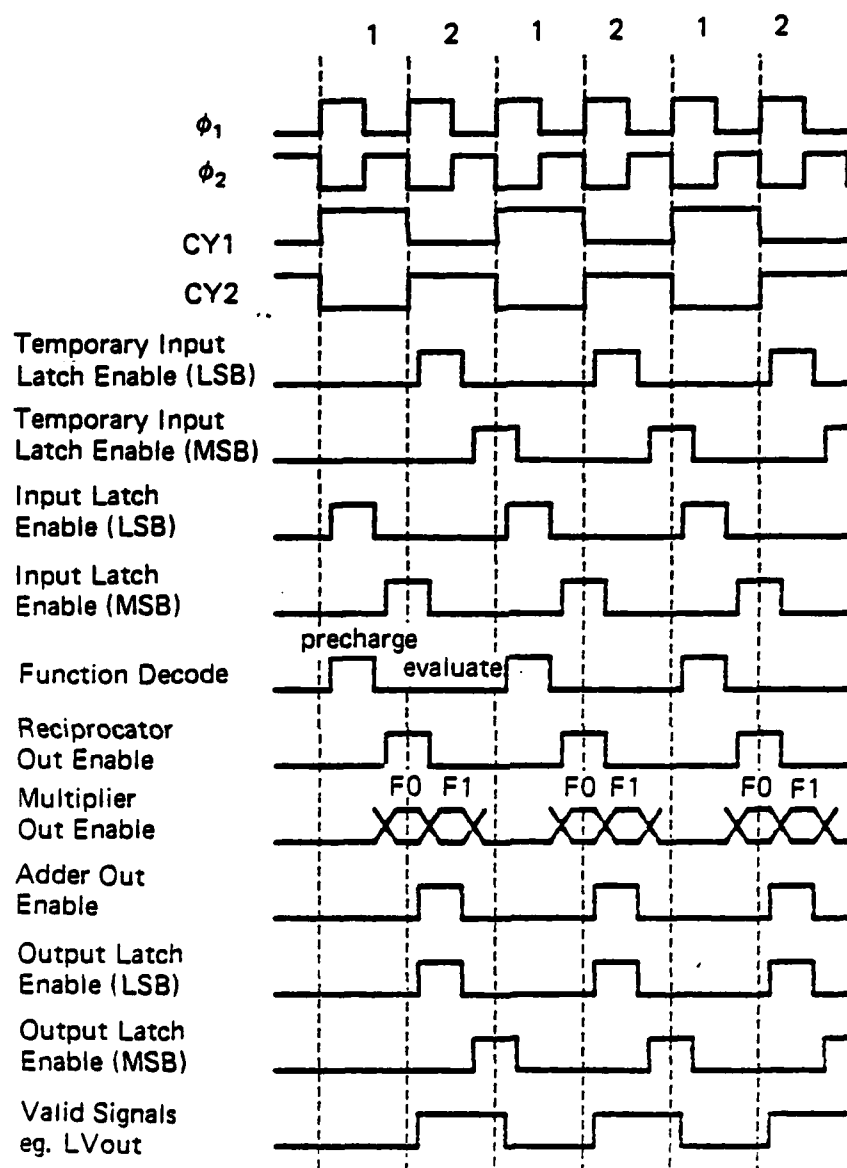 1 2 1 2 1 2
ϕ₁
ϕ₂
CY1
CY2
Temporary Input
Latch Enable (LSB)
Temporary Input
Latch Enable (MSB)
Input Latch
Enable (LSB)
Input Latch
Enable (MSB)
precharge
Function Decode evaluate
Reciprocator
Out Enable
F0 F1 F0 F1 F0 F1
Multiplier
Out Enable
Adder Out
Enable
Output Latch
Enable (LSB)
Output Latch
Enable (MSB)
Valid Signals
eg. LVout